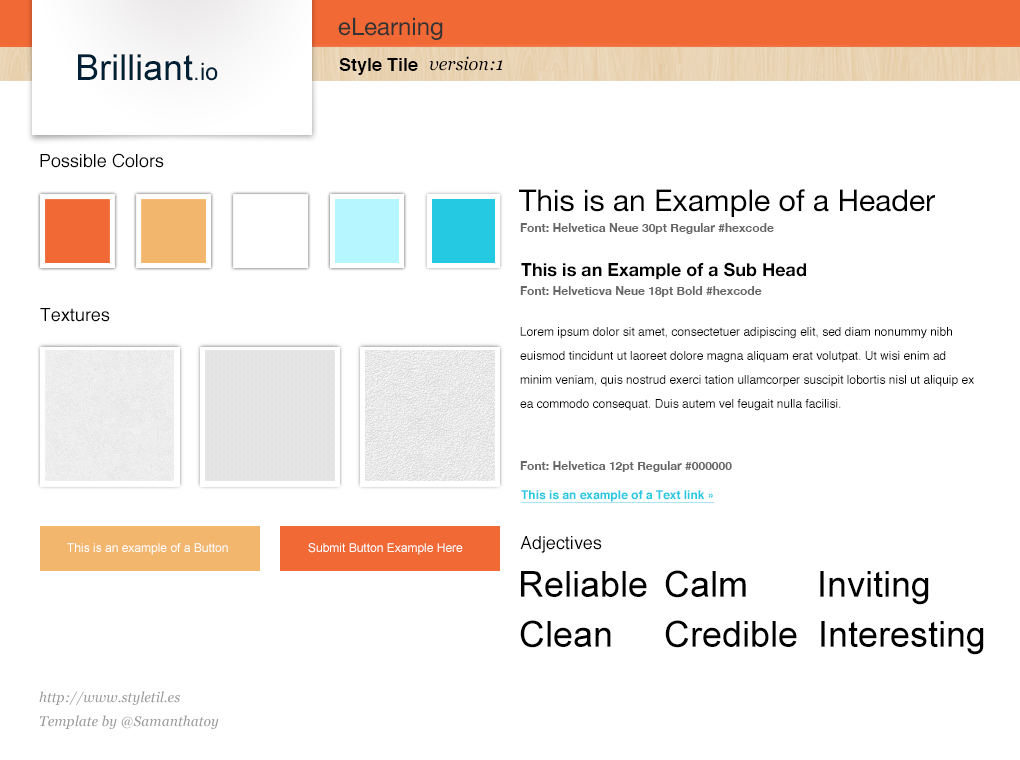 eLearning
Brilliant.io
Style Tile version:1
Possible Colors
This is an Example of a Header
Font: Helvetica Neue 30pt Regular #hexcode
This is an Example of a Sub Head
Font: Helveticva Neue 18pt Bold #hexcode
Textures
Lorem ipsum dolor sit amet, consectetuer adipiscing elit, sed diam nonummy nibh
euismod tincidunt ut laoreet dolore magna aliquam erat volutpat. Ut wisi enim ad
minim veniam, quis nostrud exerci tation ullamcorper suscipit lobortis nisl ut aliquip ex
ea commodo consequat. Duis autem vel feugait nulla facilisi.
Font: Helvetica 12pt Regular #000000
This is an example of a Text link »
This is an example of a Button
Submit Button Example Here
Adjectives
Reliable Calm Inviting
Clean Credible Interesting
http://www.styletil.es
Template by @Samanthatoy